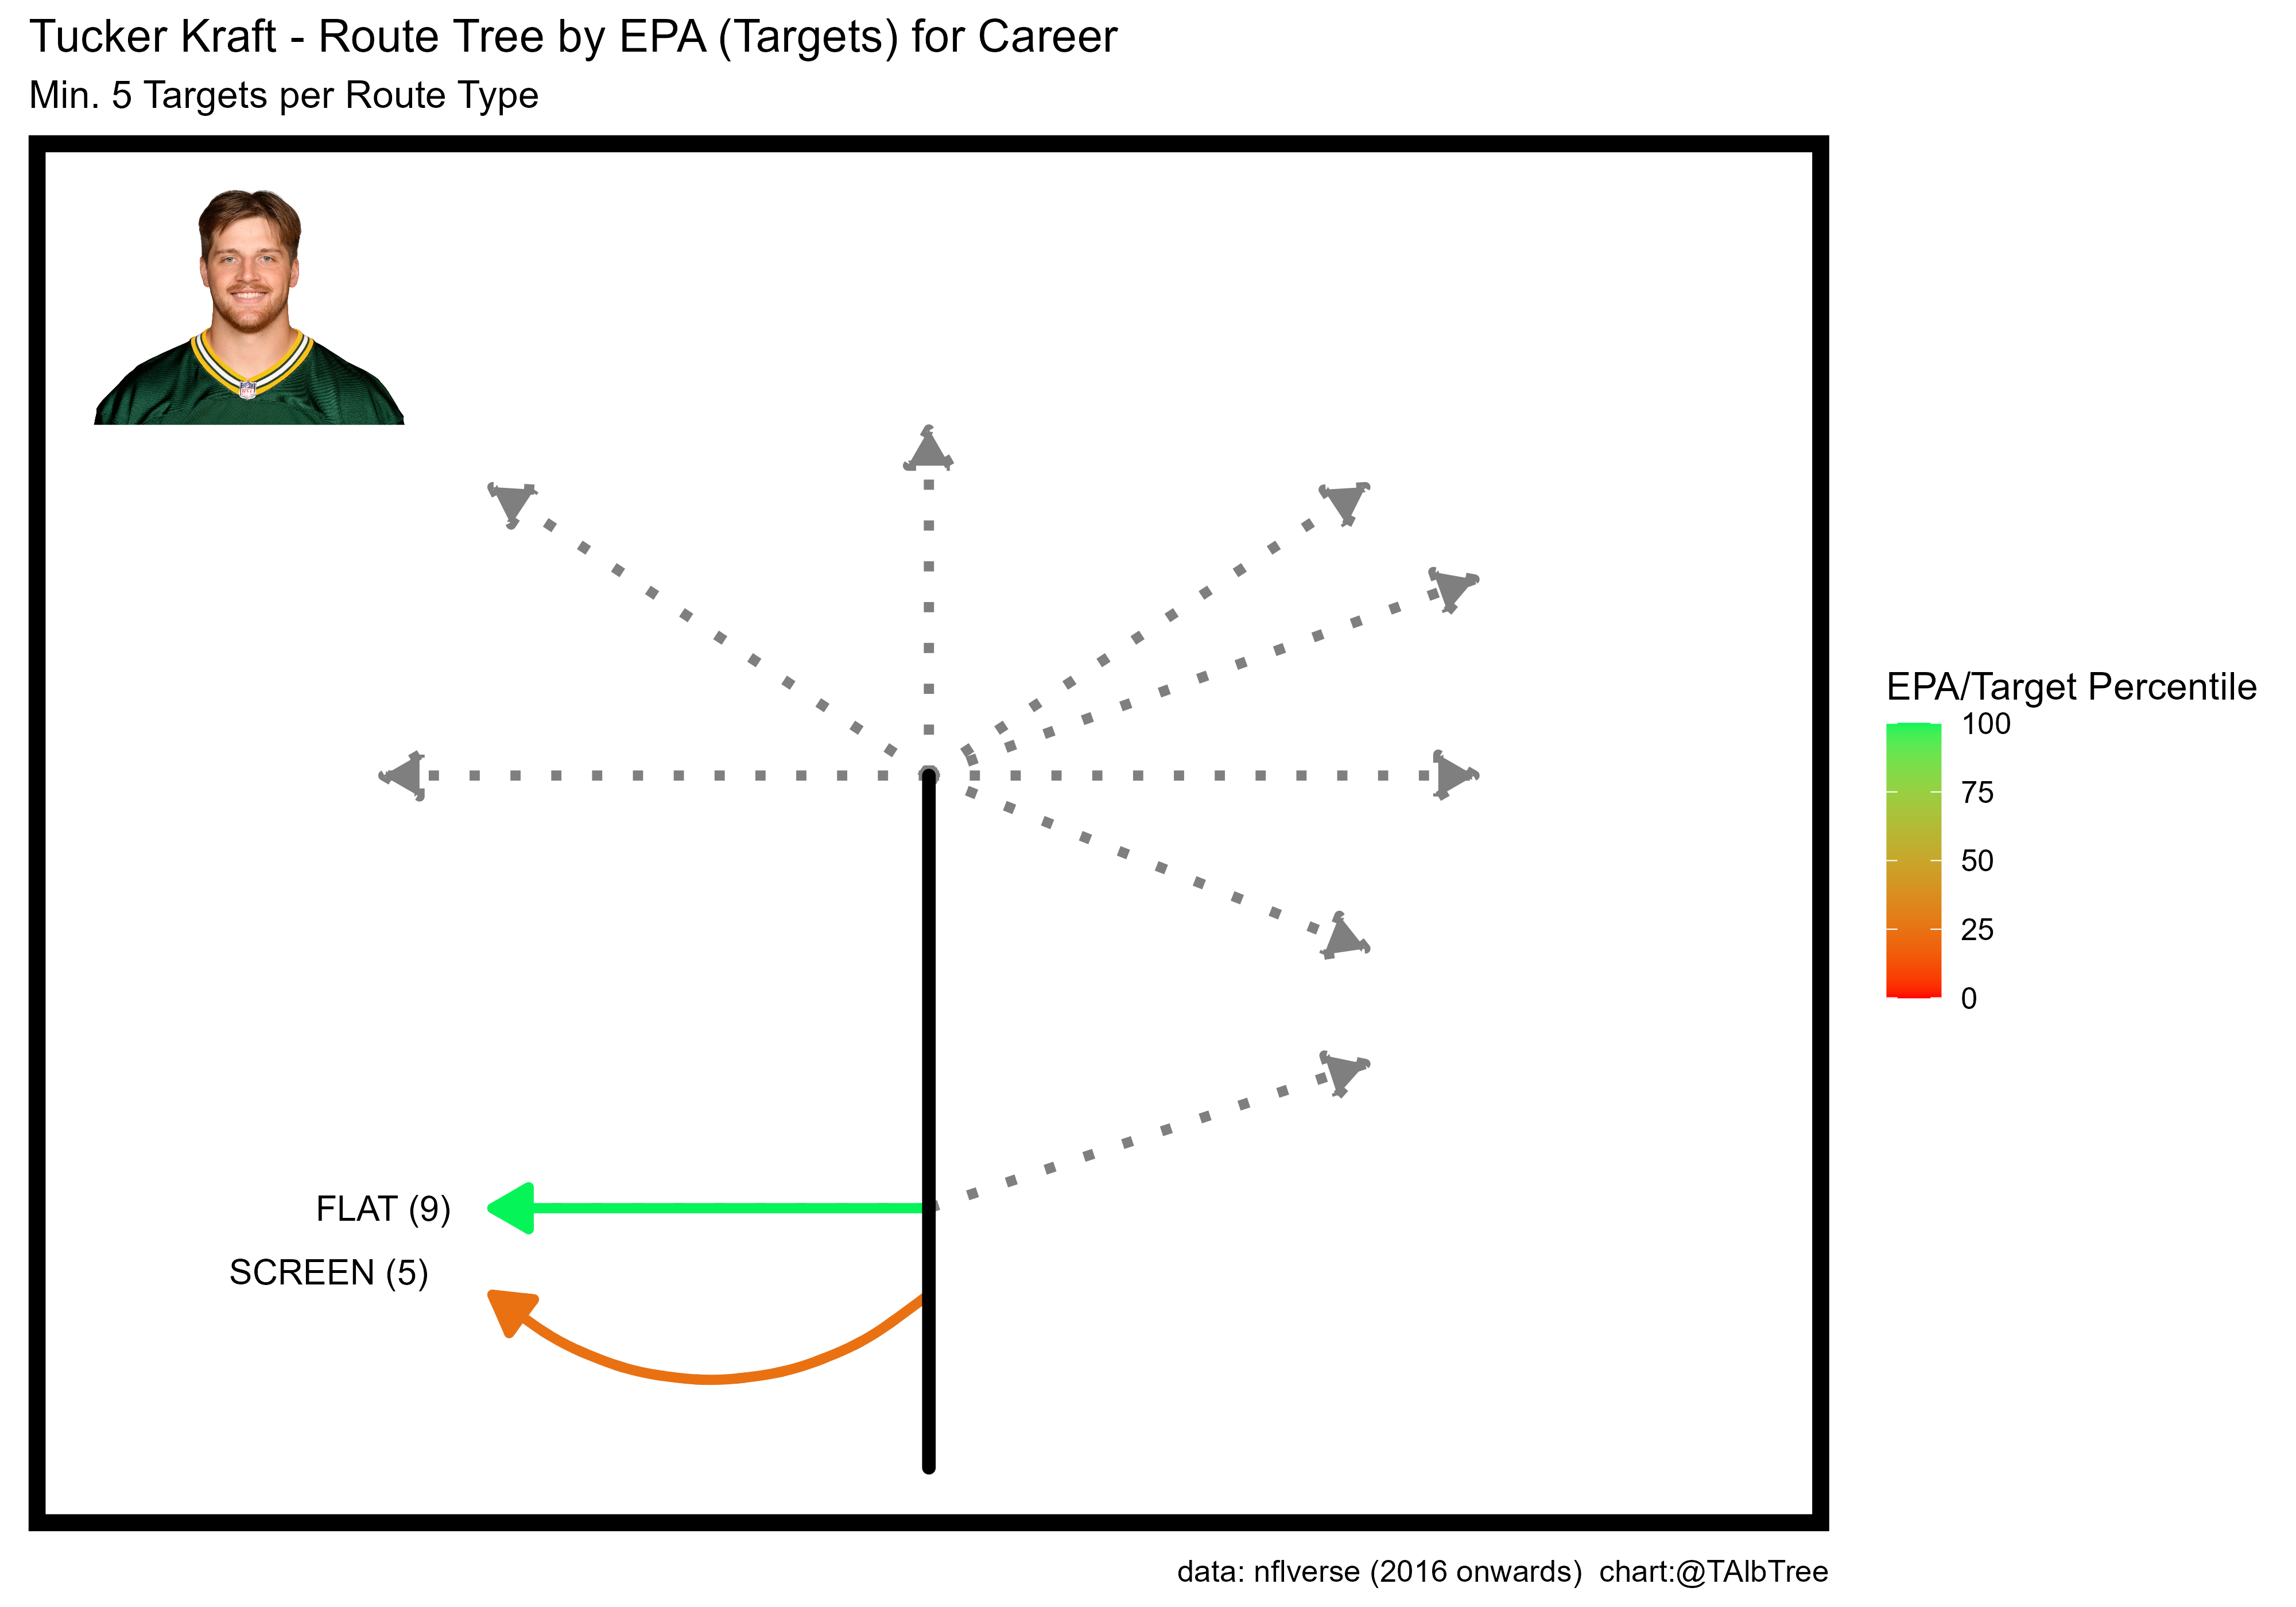 Tucker Kraft - Route Tree by EPA (Targets) for Career
Min. 5 Targets per Route Type
EPA/Target Percentile
100
75
50
25
0
FLAT (9)
SCREEN (5)
data: nflverse (2016 onwards)  chart:@TAlbTree